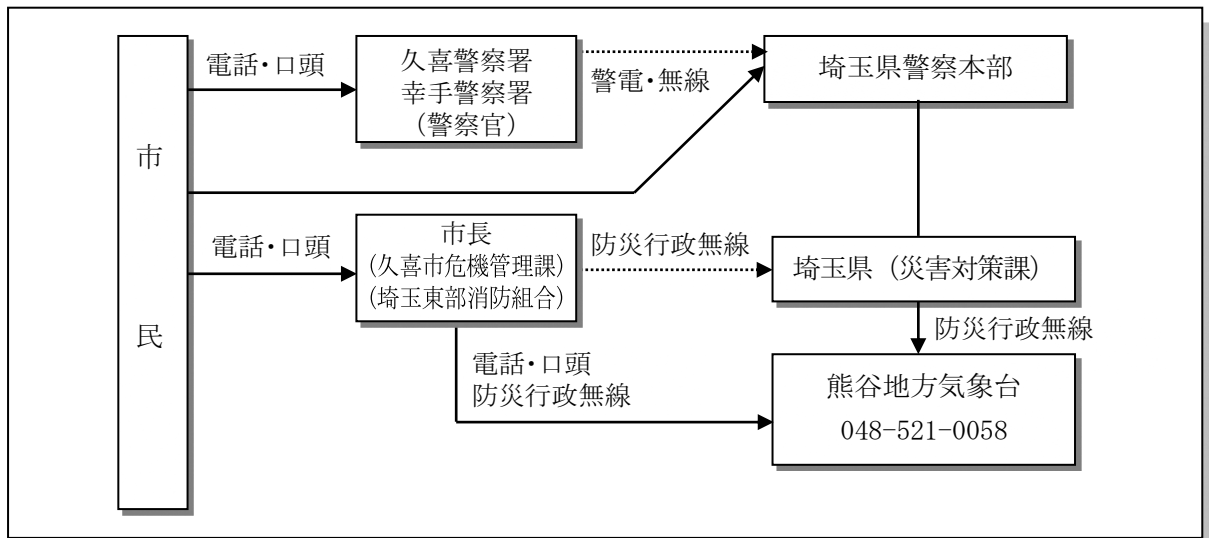 市
民
電話・口頭
久喜警察署
幸手警察署
(警察官)
警電・無線
埼玉県警察本部
電話・口頭
市長
(久喜市危機管理課)
(埼玉東部消防組合)
防災行政無線
埼玉県(災害対策課)
防災行政無線
電話・口頭
防災行政無線
熊谷地方気象台
048-521-0058